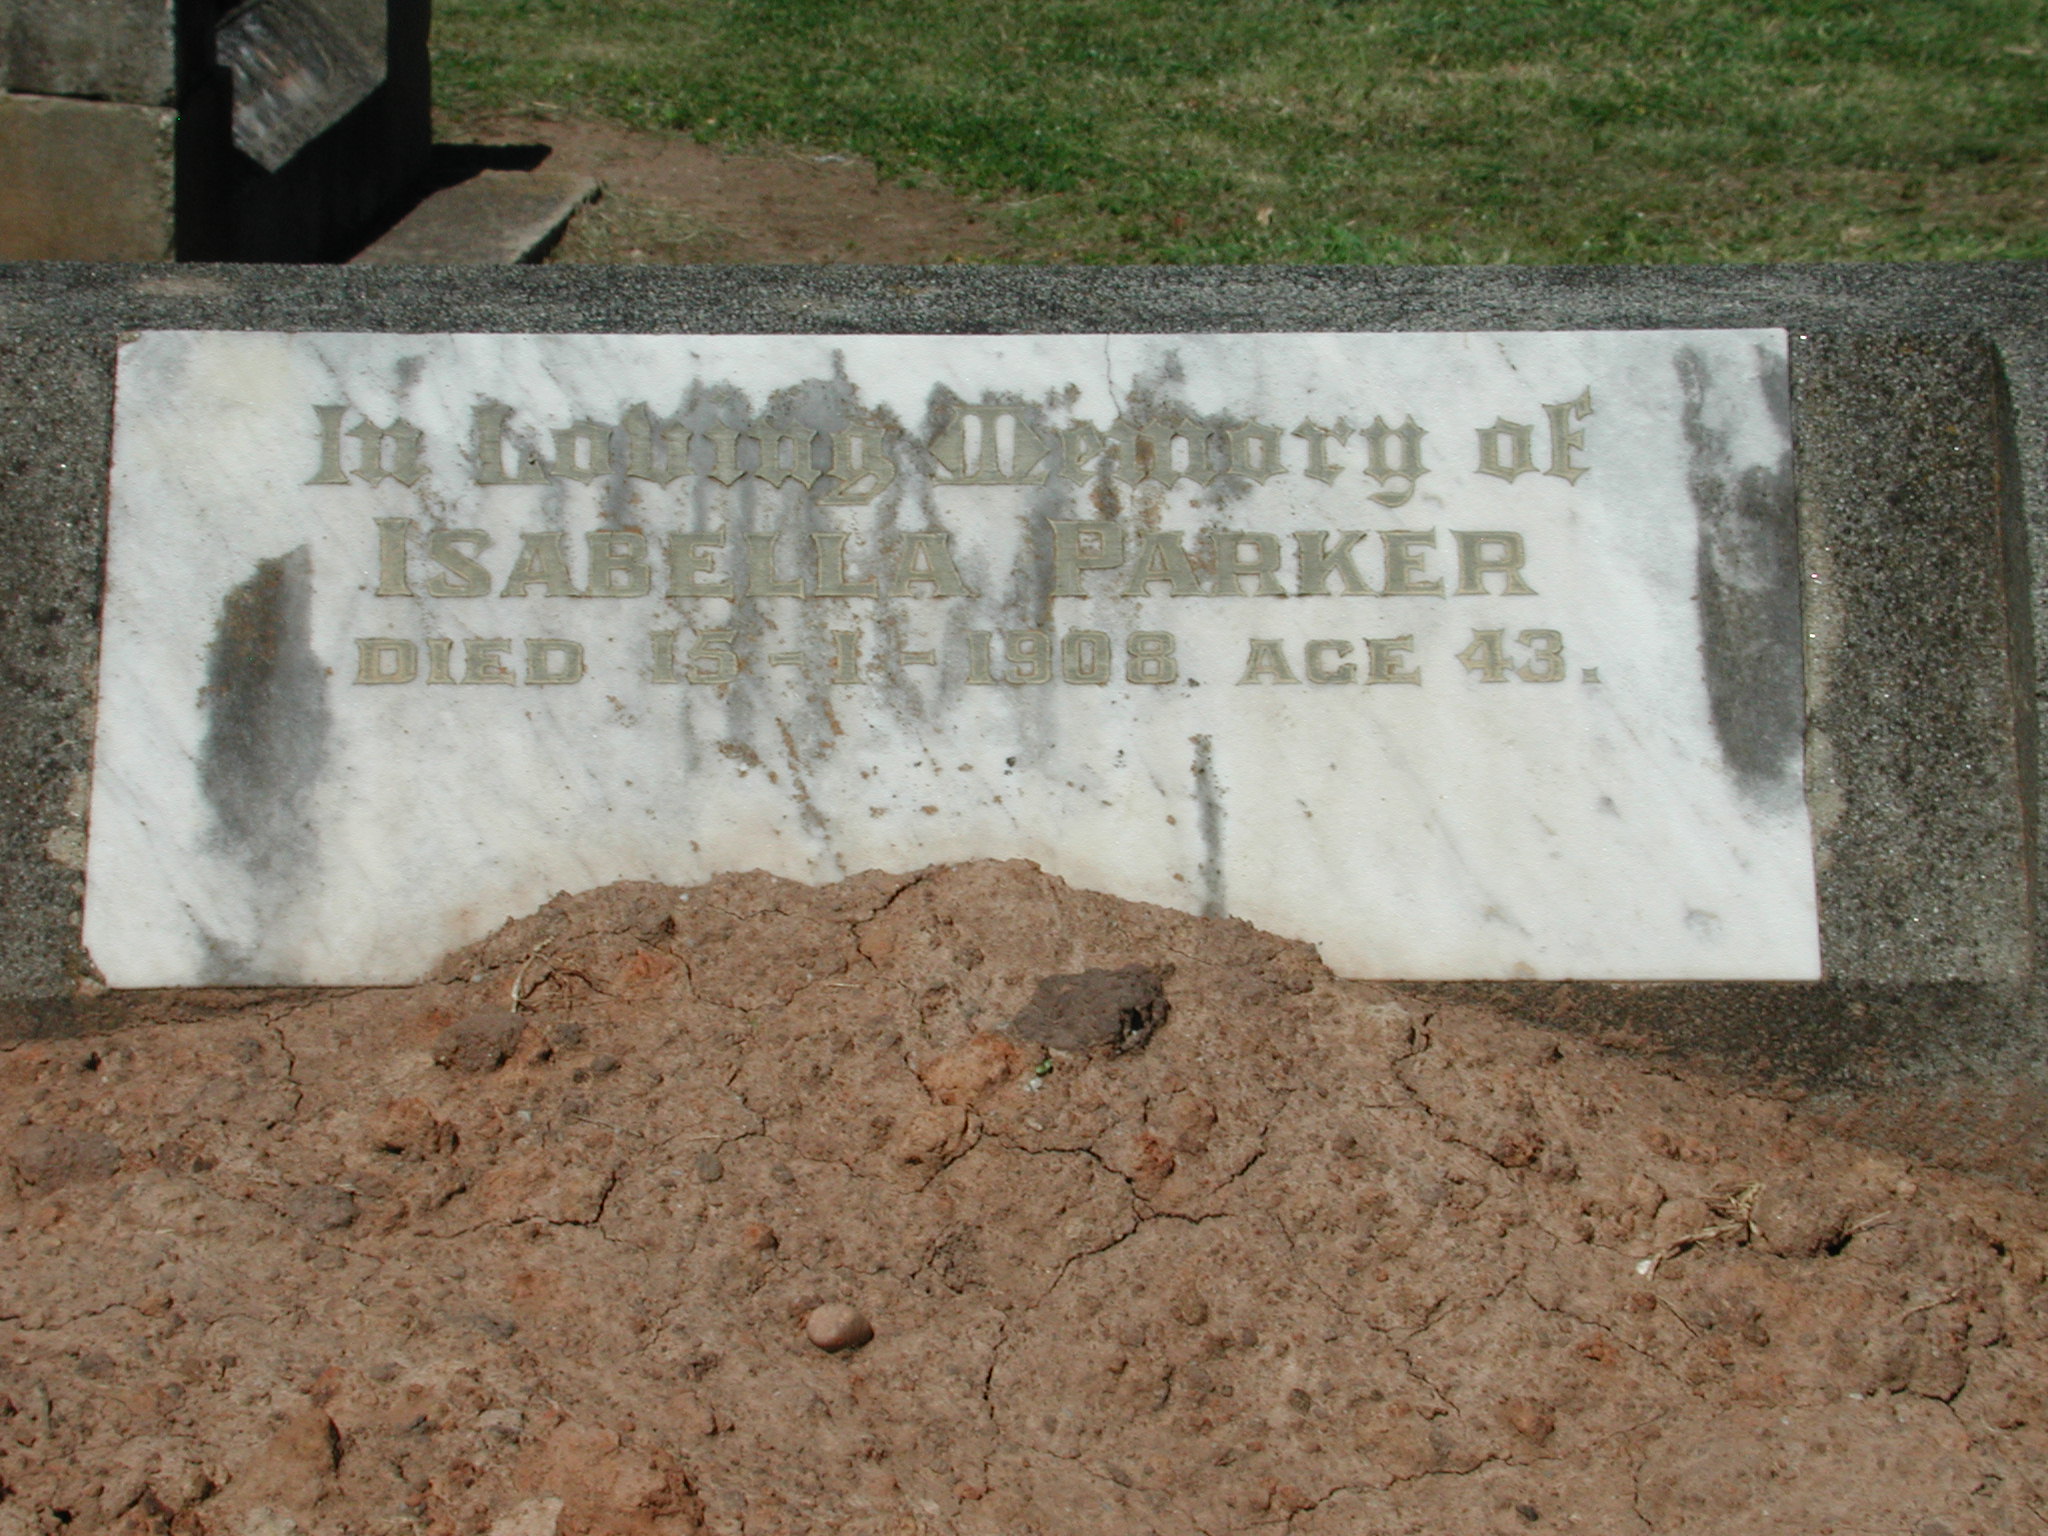 In Loving Memory of
ISABELLA PARKER
DIED 15-1-1908 AGE 43.